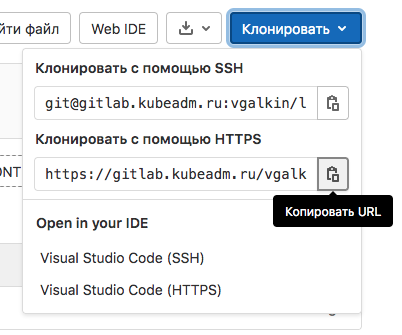 йти файл
Web IDE
Клонировать
Клонировать с помощью SSH
git@gitlab.kubeadm.ru:vgalkin/l
Клонировать с помощью HTTPS
https://gitlab.kubeadm.ru/vgalk
ONT
Копировать URL
Open in your IDE
Visual Studio Code (SSH)
Visual Studio Code (HTTPS)